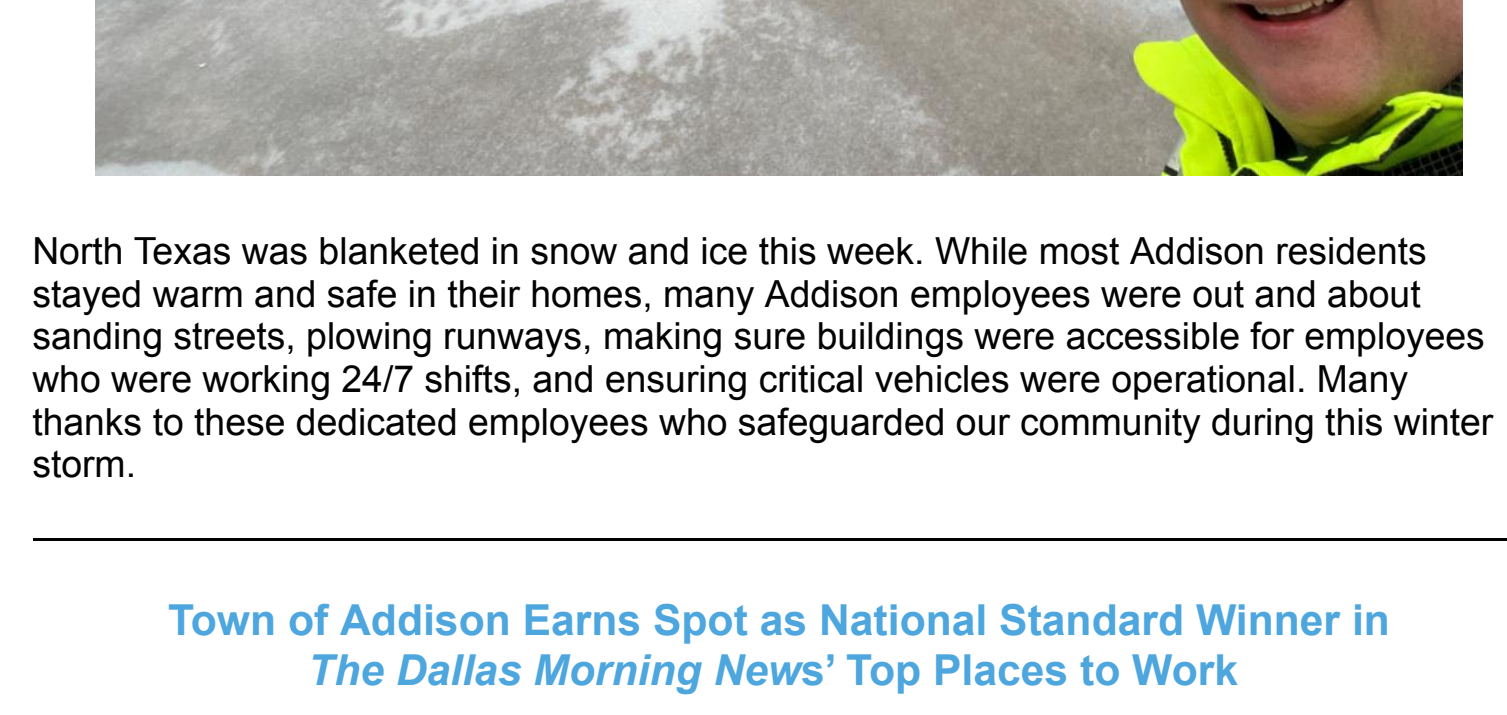 North Texas was blanketed in snow and ice this week. While most Addison residents
stayed warm and safe in their homes, many Addison employees were out and about
sanding streets, plowing runways, making sure buildings were accessible for employees
who were working 24/7 shifts, and ensuring critical vehicles were operational. Many
thanks to these dedicated employees who safeguarded our community during this winter
storm.
Town of Addison Earns Spot as National Standard Winner in
The Dallas Morning News’ Top Places to Work